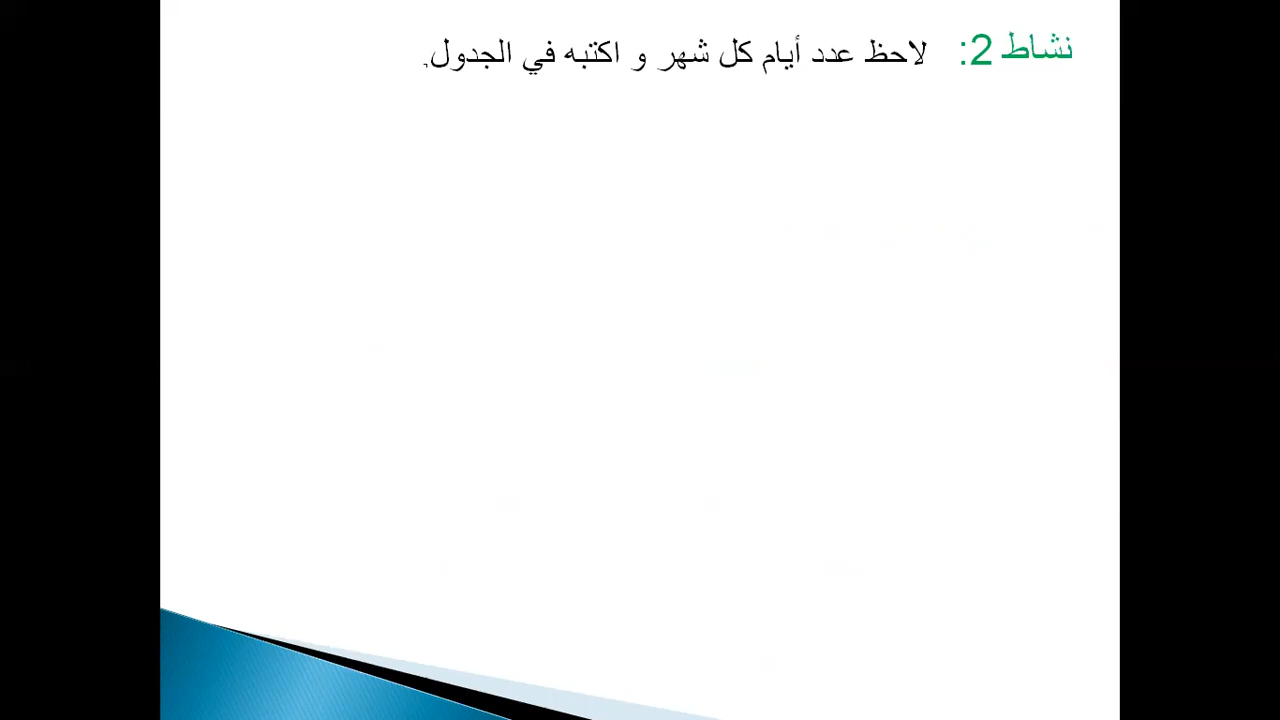 نشاط 2: لاحظ عدد أيام كل شهر و اكتبه في الجدول.